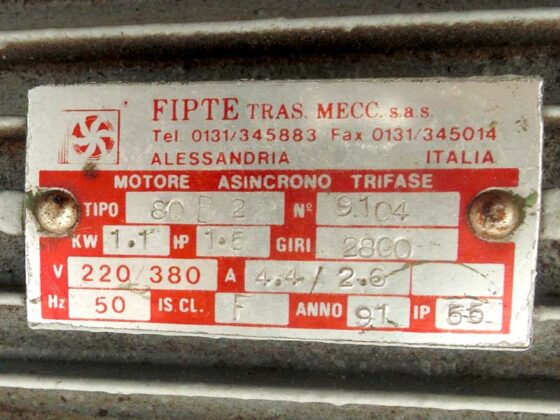 FIPTE TRAS. MECC. s.a.s.
Tel 0131/345883 Fax 0131/345014
ALESSANDRIA ITALIA
MOTORE ASINCRONO TRIFASE
TIPO 80 B 2 Nº 9.104
KW 1.1 HP 1.5 GIRI 2800
V 220/380 A 4.4/2.6
Hz 50 IS.CL. F ANNO 91 IP 55